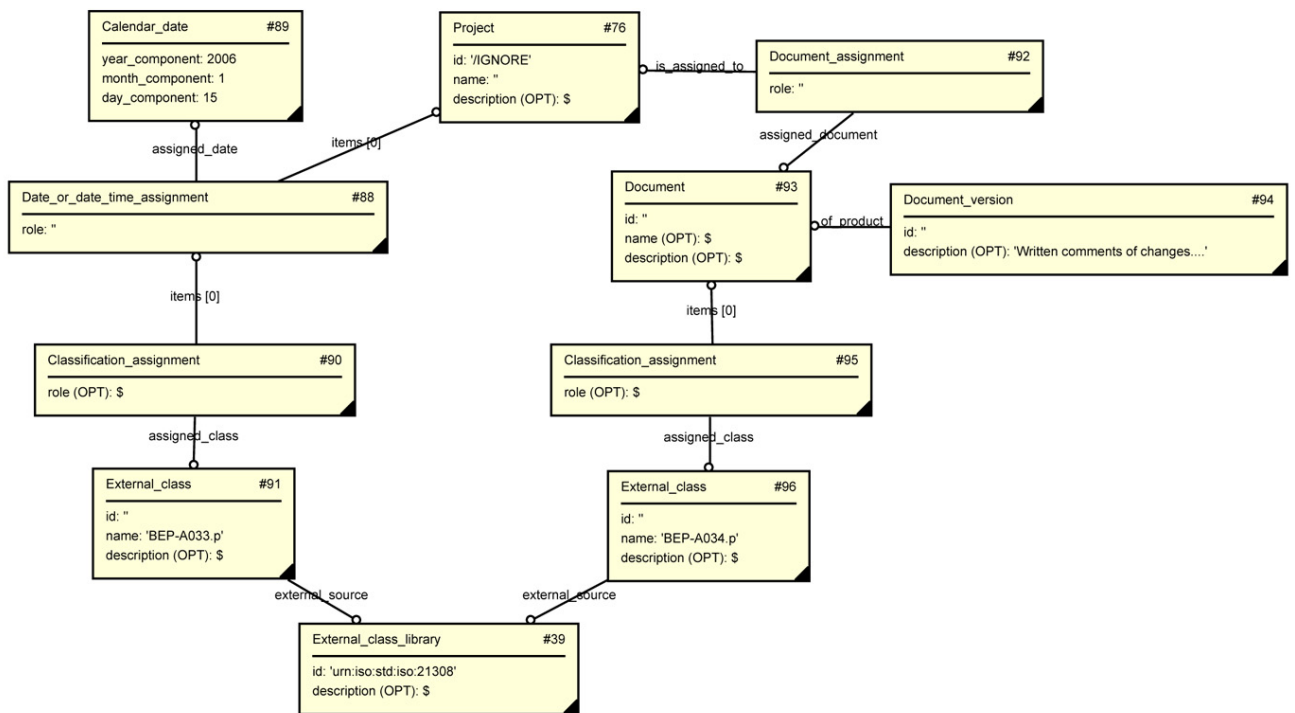 Calendar_date #89
year_component: 2006
month_component: 1
day_component: 15
Project #76
id: '/IGNORE'
name: ''
description (OPT): $
is_assigned_to
Document_assignment #92
role: ''
assigned_date
items [0]
assigned_document
Date_or_date_time_assignment #88
role: ''
Document #93
id: ''
name (OPT): $
description (OPT): $
of_product
Document_version #94
id: ''
description (OPT): 'Written comments of changes....'
items [0]
items [0]
Classification_assignment #90
role (OPT): $
Classification_assignment #95
role (OPT): $
assigned_class
assigned_class
External_class #91
id: ''
name: 'BEP-A033.p'
description (OPT): $
External_class #96
id: ''
name: 'BEP-A034.p'
description (OPT): $
external_source
external_source
External_class_library #39
id: 'urn:iso:std:iso:21308'
description (OPT): $